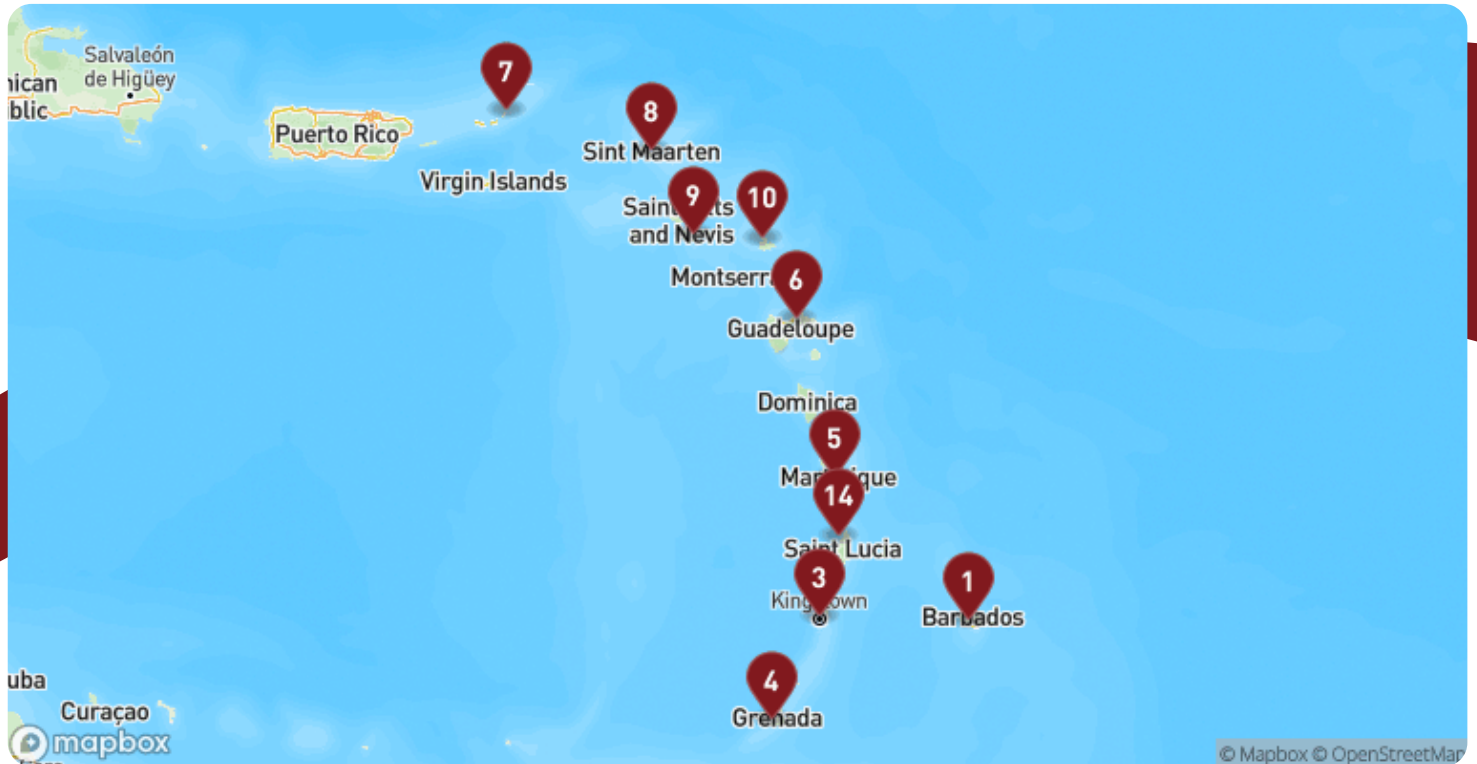 Salvaleón
de Higüey
nican
blic
7
Puerto Rico
8
Sint Maarten
Virgin Islands
9
10
and Nevis
6
Guadeloupe
Dominica
5
14
Saint Lucia
3
1
Barbados
4
Grenada
uba
Curaçao
mapbox
© Mapbox © OpenStreetMap